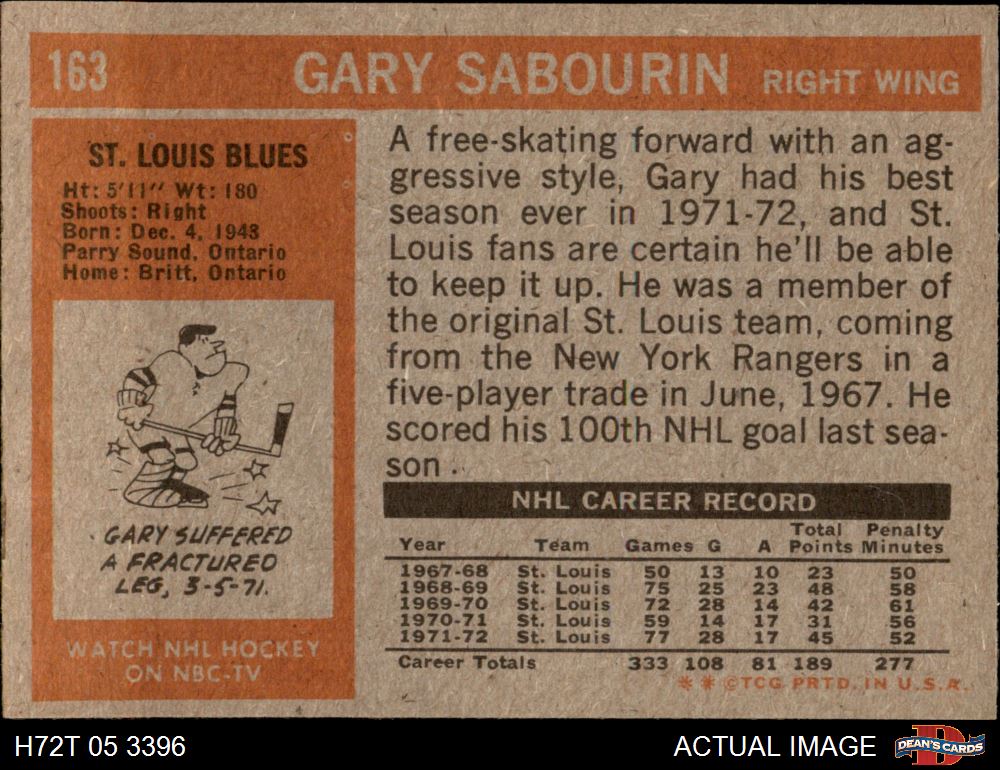 163 GARY SABOURIN RIGHT WING
ST. LOUIS BLUES
Ht: 5'11" Wt: 180
Shoots: Right
Born: Dec. 4, 1943
Parry Sound, Ontario
Home: Britt, Ontario
GARY SUFFERED
A FRACTURED
LEG, 3-5-71.
WATCH NHL HOCKEY
ON NBC-TV
A free-skating forward with an ag-
gressive style, Gary had his best
season ever in 1971-72, and St.
Louis fans are certain he'll be able
to keep it up. He was a member of
the original St. Louis team, coming
from the New York Rangers in a
five-player trade in June, 1967. He
scored his 100th NHL goal last sea-
son.
NHL CAREER RECORD
Year Team Games G A Total Points Penalty Minutes
1967-68 St. Louis 50 13 10 23 50
1968-69 St. Louis 75 25 23 48 58
1969-70 St. Louis 72 28 14 42 61
1970-71 St. Louis 59 14 17 31 56
1971-72 St. Louis 77 28 17 45 52
Career Totals 333 108 81 189 277
* * ©TCG PRTD. IN U.S.A.
H72T 05 3396
ACTUAL IMAGE
D
DEAN'S CARDS